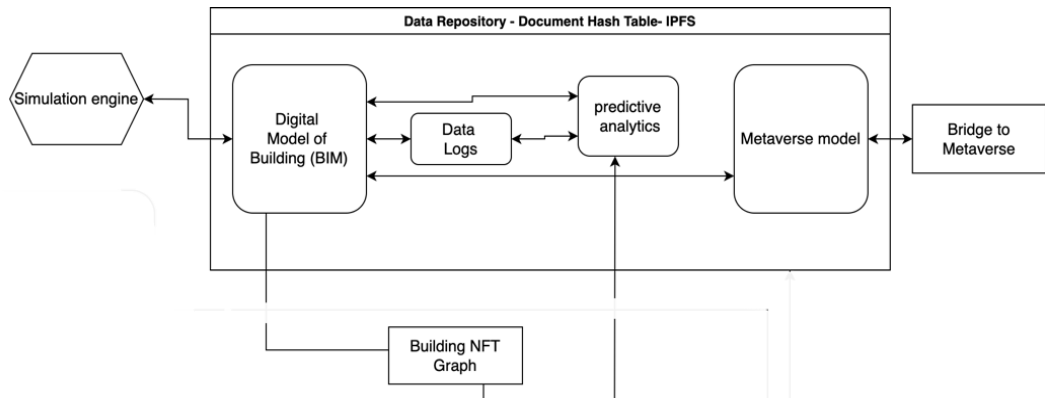 Data Repository - Document Hash Table- IPFS
Simulation engine
Digital
Model of
Building (BIM)
Data
Logs
predictive
analytics
Metaverse model
Bridge to
Metaverse
Building NFT
Graph